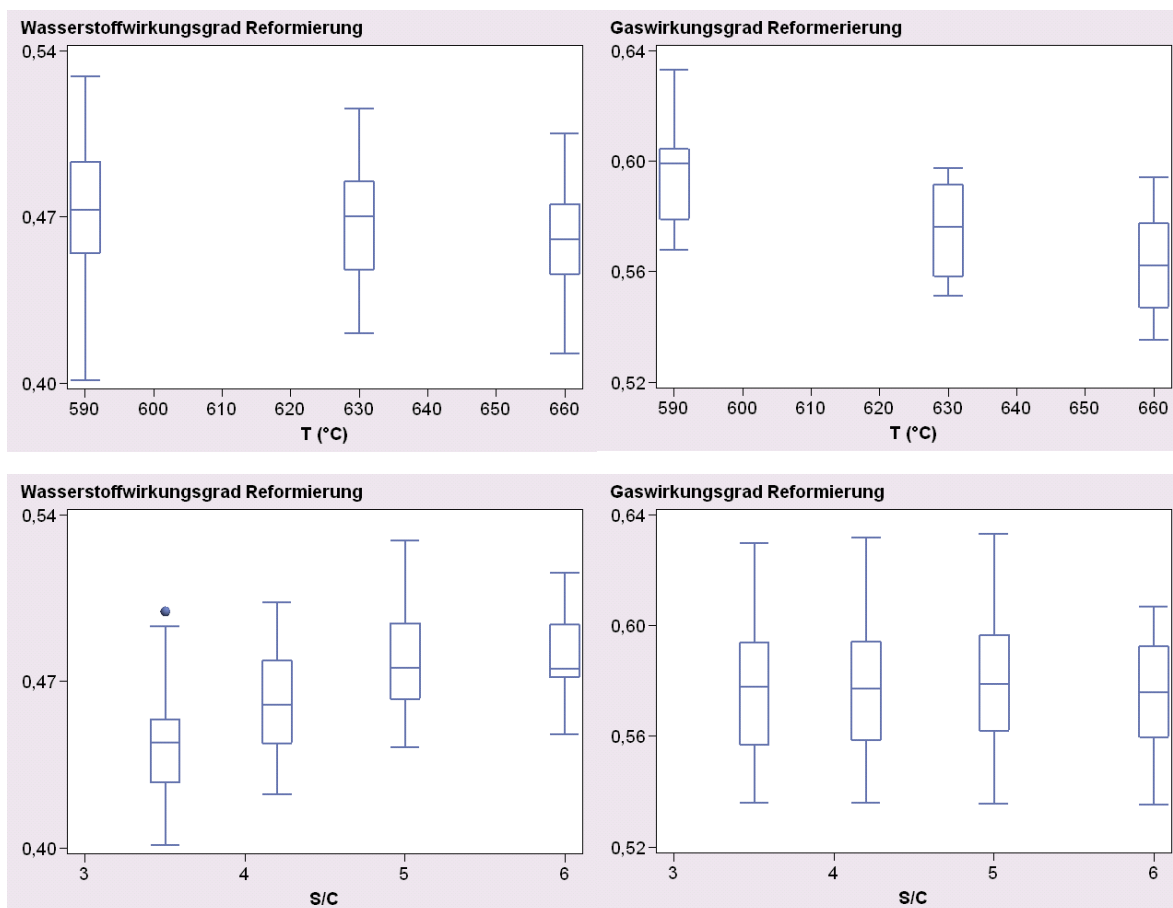 Wasserstoffwirkungsgrad Reformierung
0,54
0,47
0,40
590 600 610 620 630 640 650 660
T (°C)
Gaswirkungsgrad Reformerierung
0,64
0,60
0,56
0,52
590 600 610 620 630 640 650 660
T (°C)
Wasserstoffwirkungsgrad Reformierung
0,54
0,47
0,40
3 4 5 6
S/C
Gaswirkungsgrad Reformierung
0,64
0,60
0,56
0,52
3 4 5 6
S/C